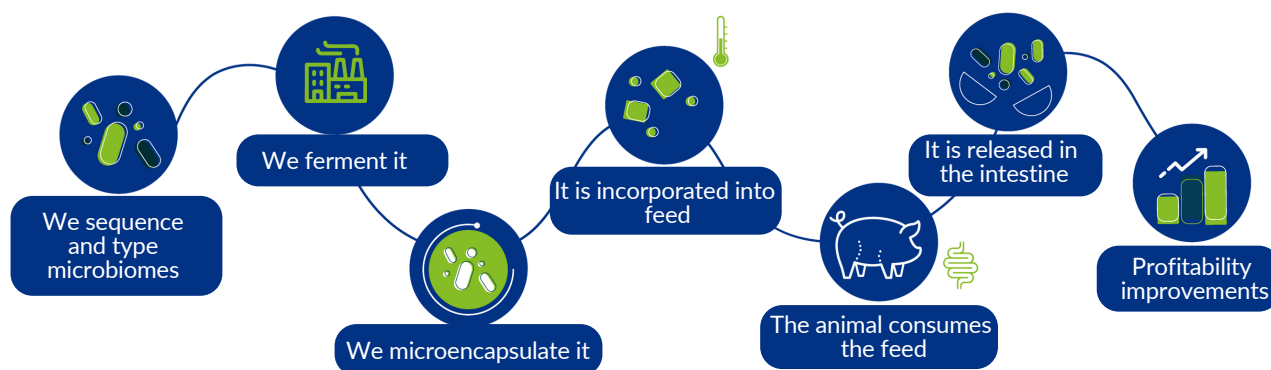 We sequence
and type
microbiomes
We ferment it
We microencapsulate it
It is incorporated into
feed
The animal consumes
the feed
It is released in
the intestine
Profitability
improvements